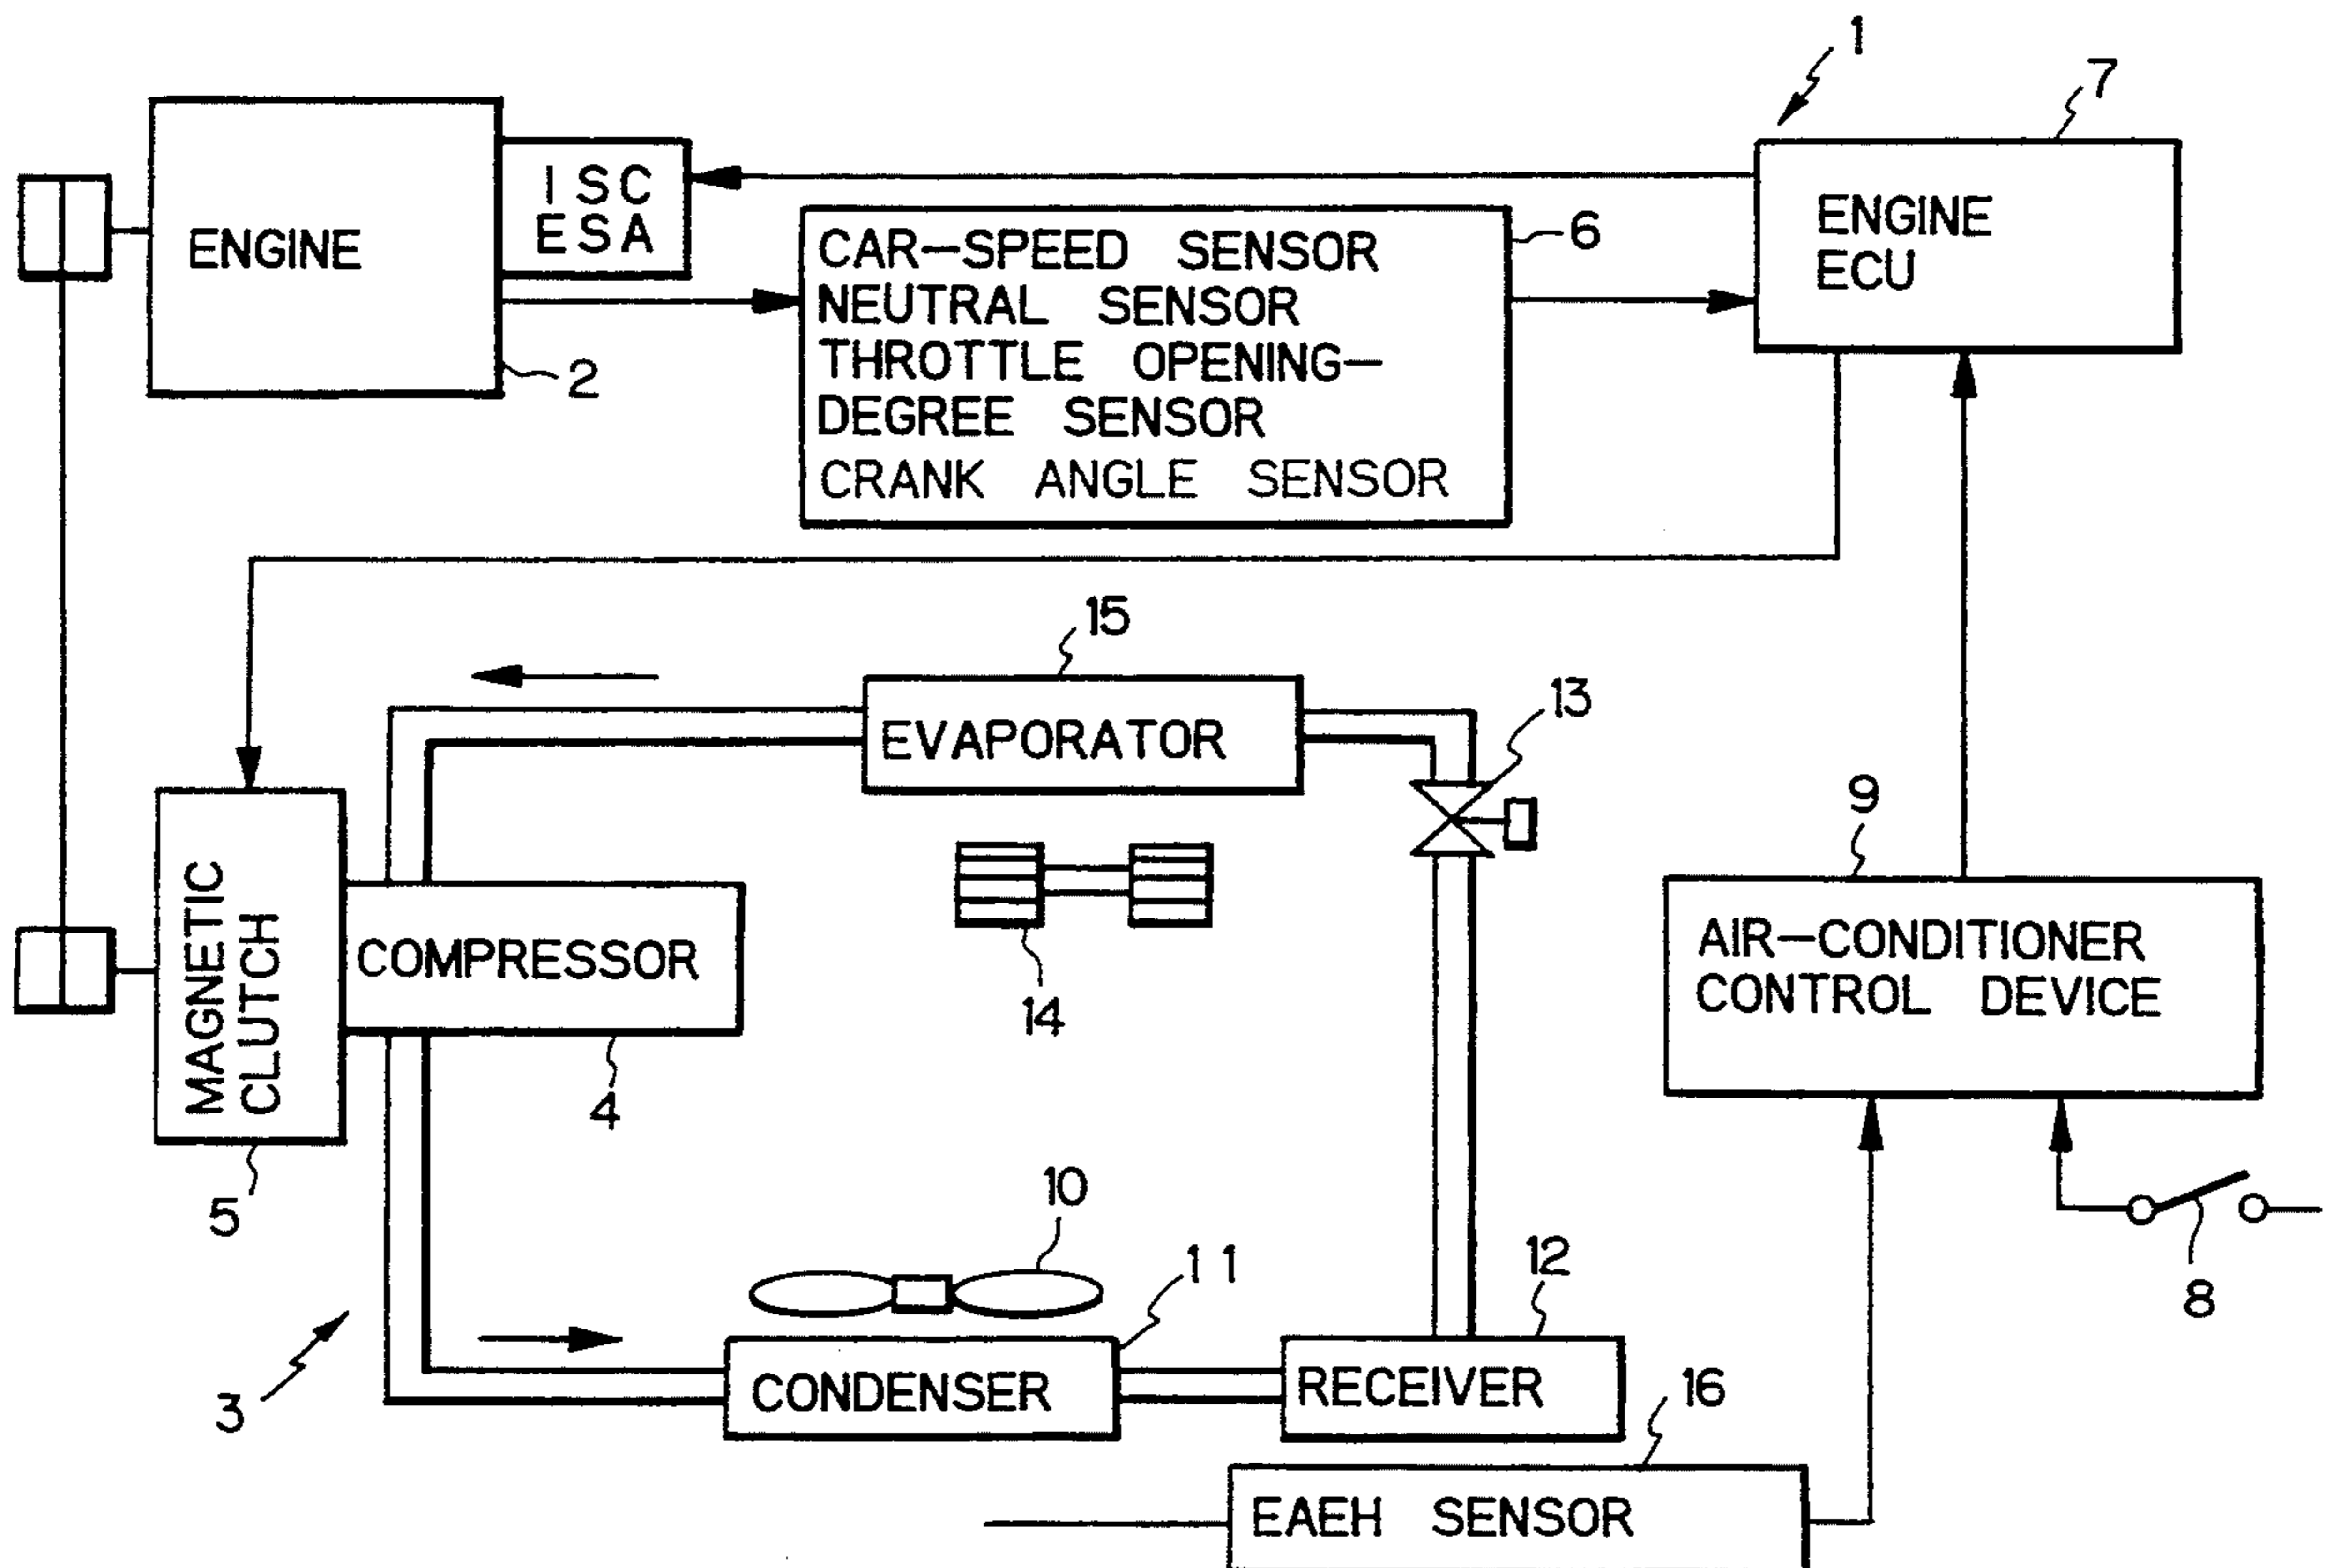 1
7
ENGINE
ISC
ESA
6
CAR-SPEED SENSOR
NEUTRAL SENSOR
THROTTLE OPENING-
DEGREE SENSOR
CRANK ANGLE SENSOR
ENGINE
ECU
2
15
EVAPORATOR
13
9
MAGNETIC
CLUTCH
COMPRESSOR
14
AIR-CONDITIONER
CONTROL DEVICE
4
5
10
11
12
8
3
CONDENSER
RECEIVER
16
EAEH SENSOR